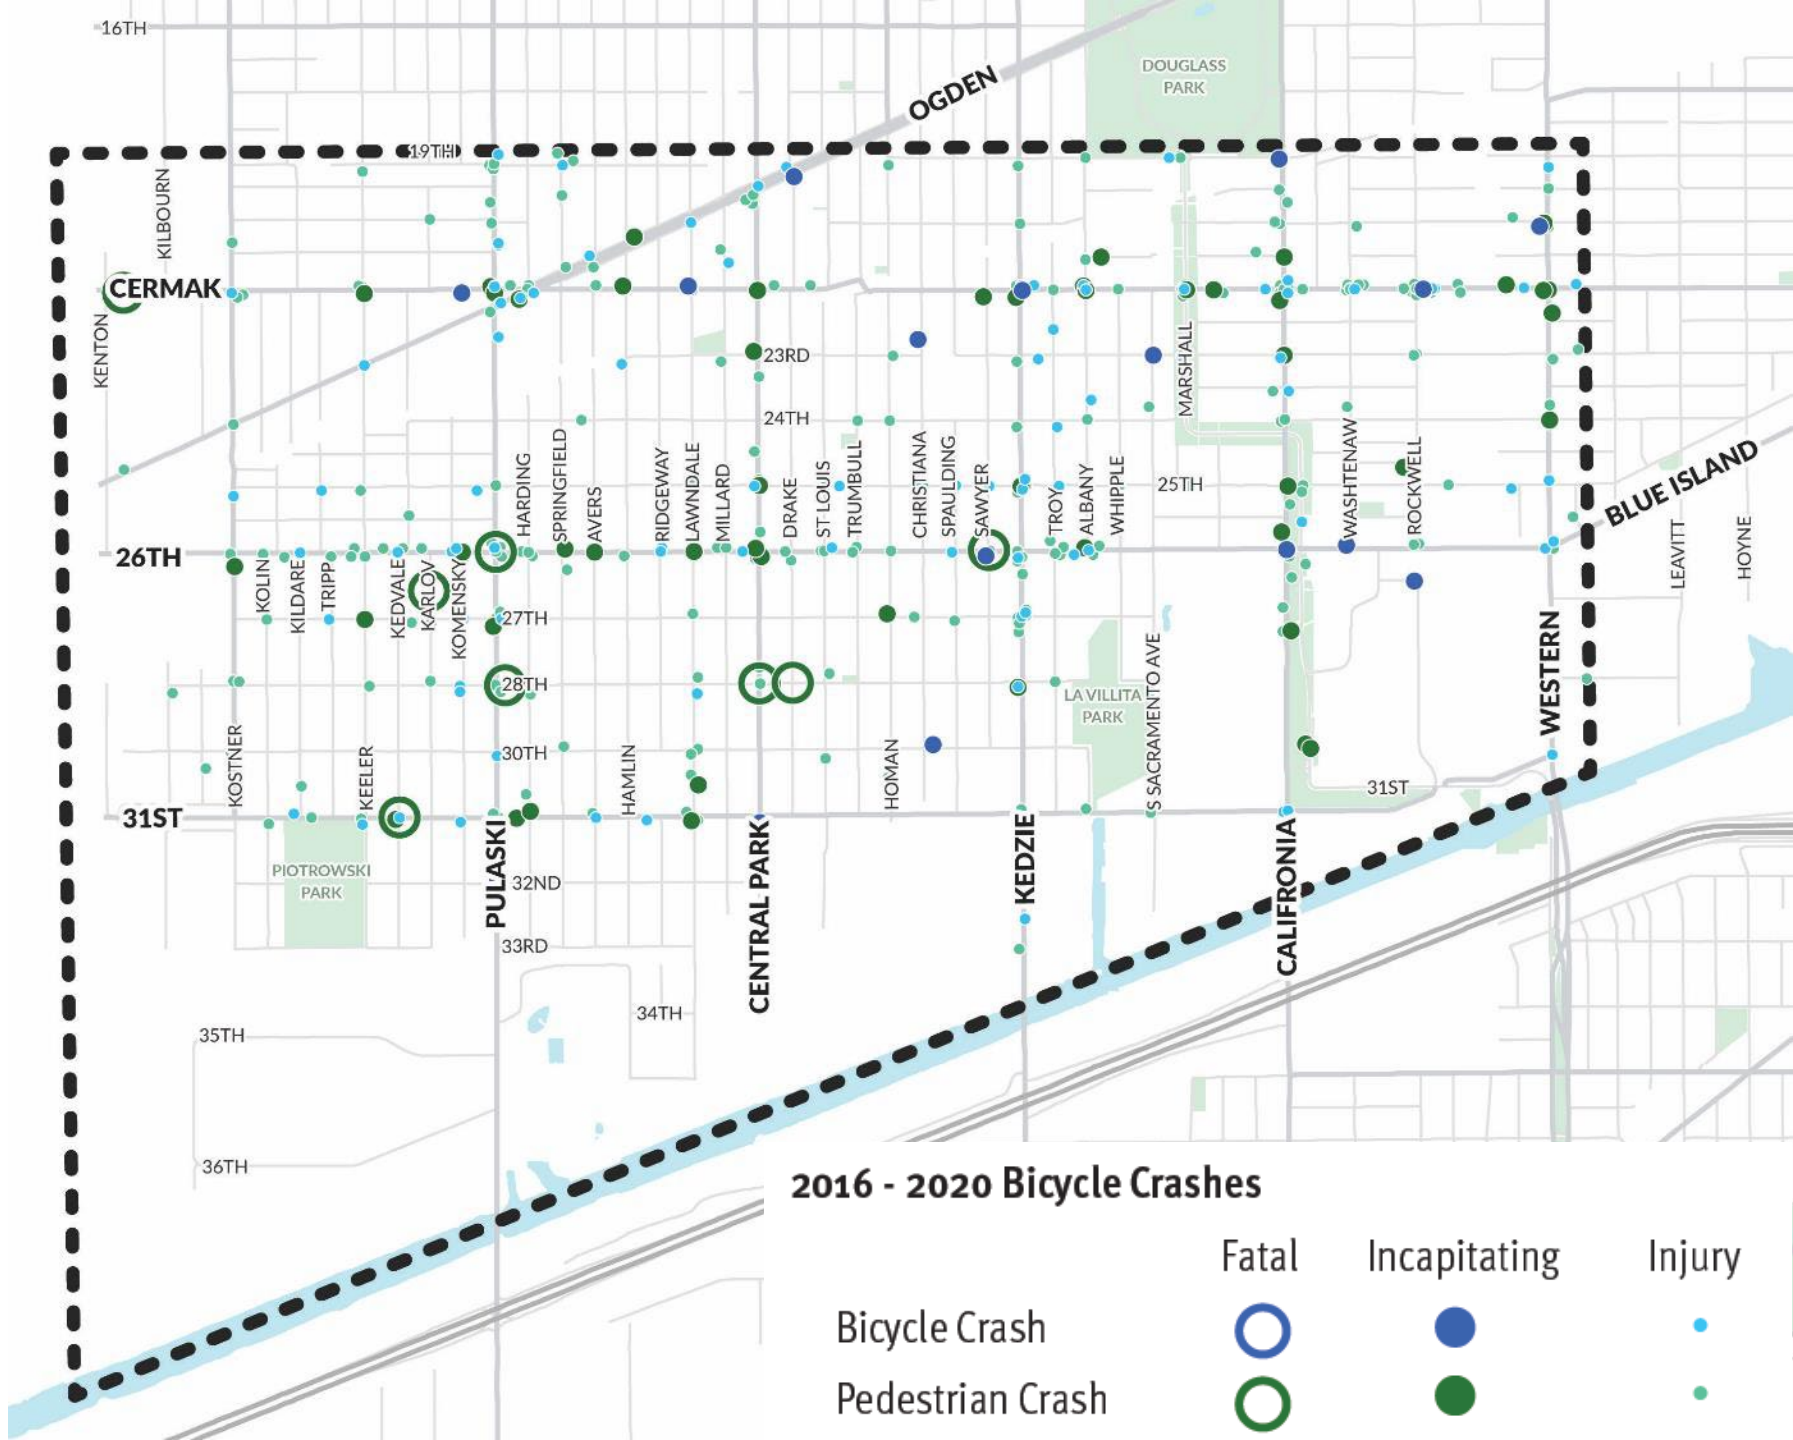 16TH
DOUGLASS
PARK
OGDEN
19TH
KILBOURN
CERMAK
KENTON
23RD
MARSHALL
24TH
HARDING
SPRINGFIELD
AVERS
RIDGEWAY
LAWNDALE
MILLARD
DRAKE
ST LOUIS
TRUMBULL
CHRISTIANA
SPAULDING
SAWYER
TROY
ALBANY
WHIPPLE
25TH
WASHTENAW
ROCKWELL
BLUE ISLAND
LEAVITT
HOYNE
26TH
KOLIN
KILDARE
TRIPP
KEDVALE
KARLOV
KOMENSKY
27TH
28TH
LA VILLITA
PARK
S SACRAMENTO AVE
WESTERN
KOSTNER
KEELER
30TH
HAMLIN
HOMAN
31ST
31ST
PIOTROWSKI
PARK
PULASKI
32ND
33RD
CENTRAL PARK
KEDZIE
CALIFRONIA
34TH
35TH
36TH
2016 - 2020 Bicycle Crashes
Fatal Incapitating Injury
Bicycle Crash
Pedestrian Crash